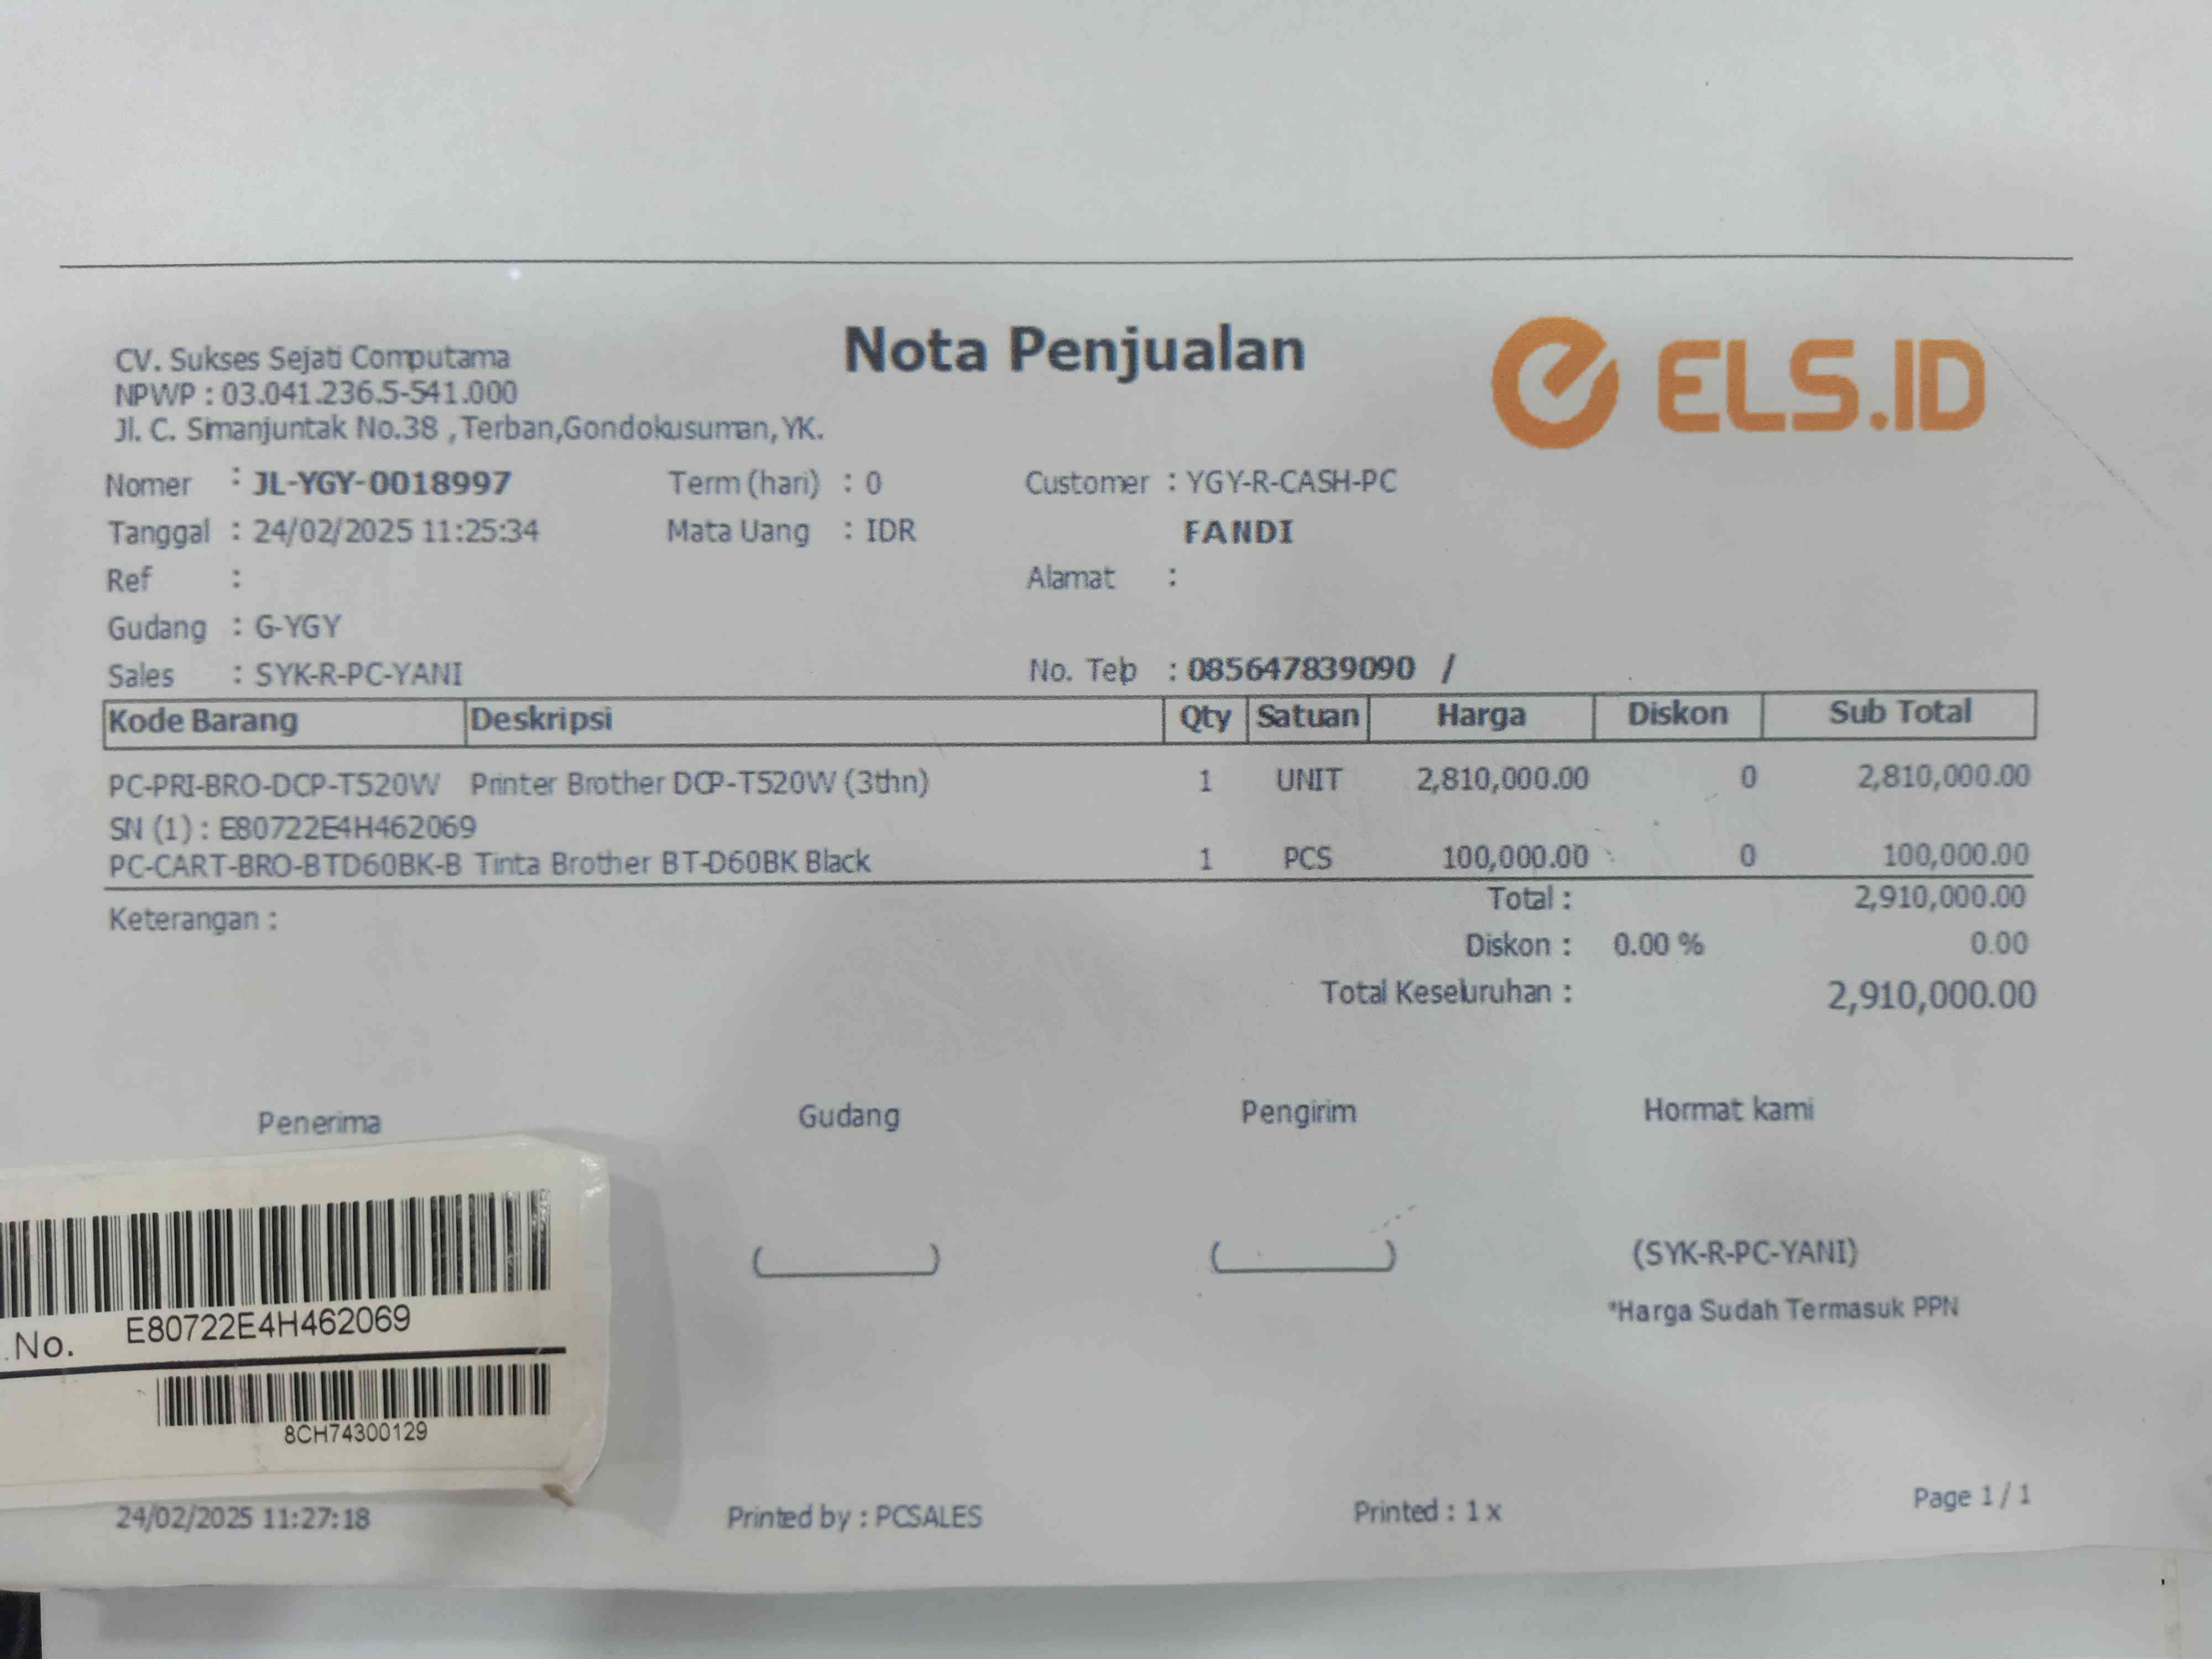 Nota Penjualan
ELS.ID
CV. Sukses Sejati Computama
NPWP : 03.041.236.5-541.000
Jl. C. Simanjuntak No.38 ,Terban,Gondokusuman,YK.
Nomer : JL-YGY-0018997 Term (hari) : 0 Customer : YGY-R-CASH-PC
Tanggal : 24/02/2025 11:25:34 Mata Uang : IDR FANDI
Ref : Alamat :
Gudang : G-YGY
Sales : SYK-R-PC-YANI No. Telp : 085647839090 /
Kode Barang Deskripsi Qty Satuan Harga Diskon Sub Total
PC-PRI-BRO-DCP-T520W Printer Brother DCP-T520W (3thn) 1 UNIT 2,810,000.00 0 2,810,000.00
SN (1) : E80722E4H462069
PC-CART-BRO-BTD60BK-B Tinta Brother BT-D60BK Black 1 PCS 100,000.00 0 100,000.00
Total : 2,910,000.00
Keterangan :
Diskon : 0.00 % 0.00
Total Keseluruhan : 2,910,000.00
Penerima Gudang Pengirim Hormat kami
(SYK-R-PC-YANI)
*Harga Sudah Termasuk PPN
.No. E80722E4H462069
8CH74300129
24/02/2025 11:27:18 Printed by : PCSALES Printed : 1 x Page 1 / 1